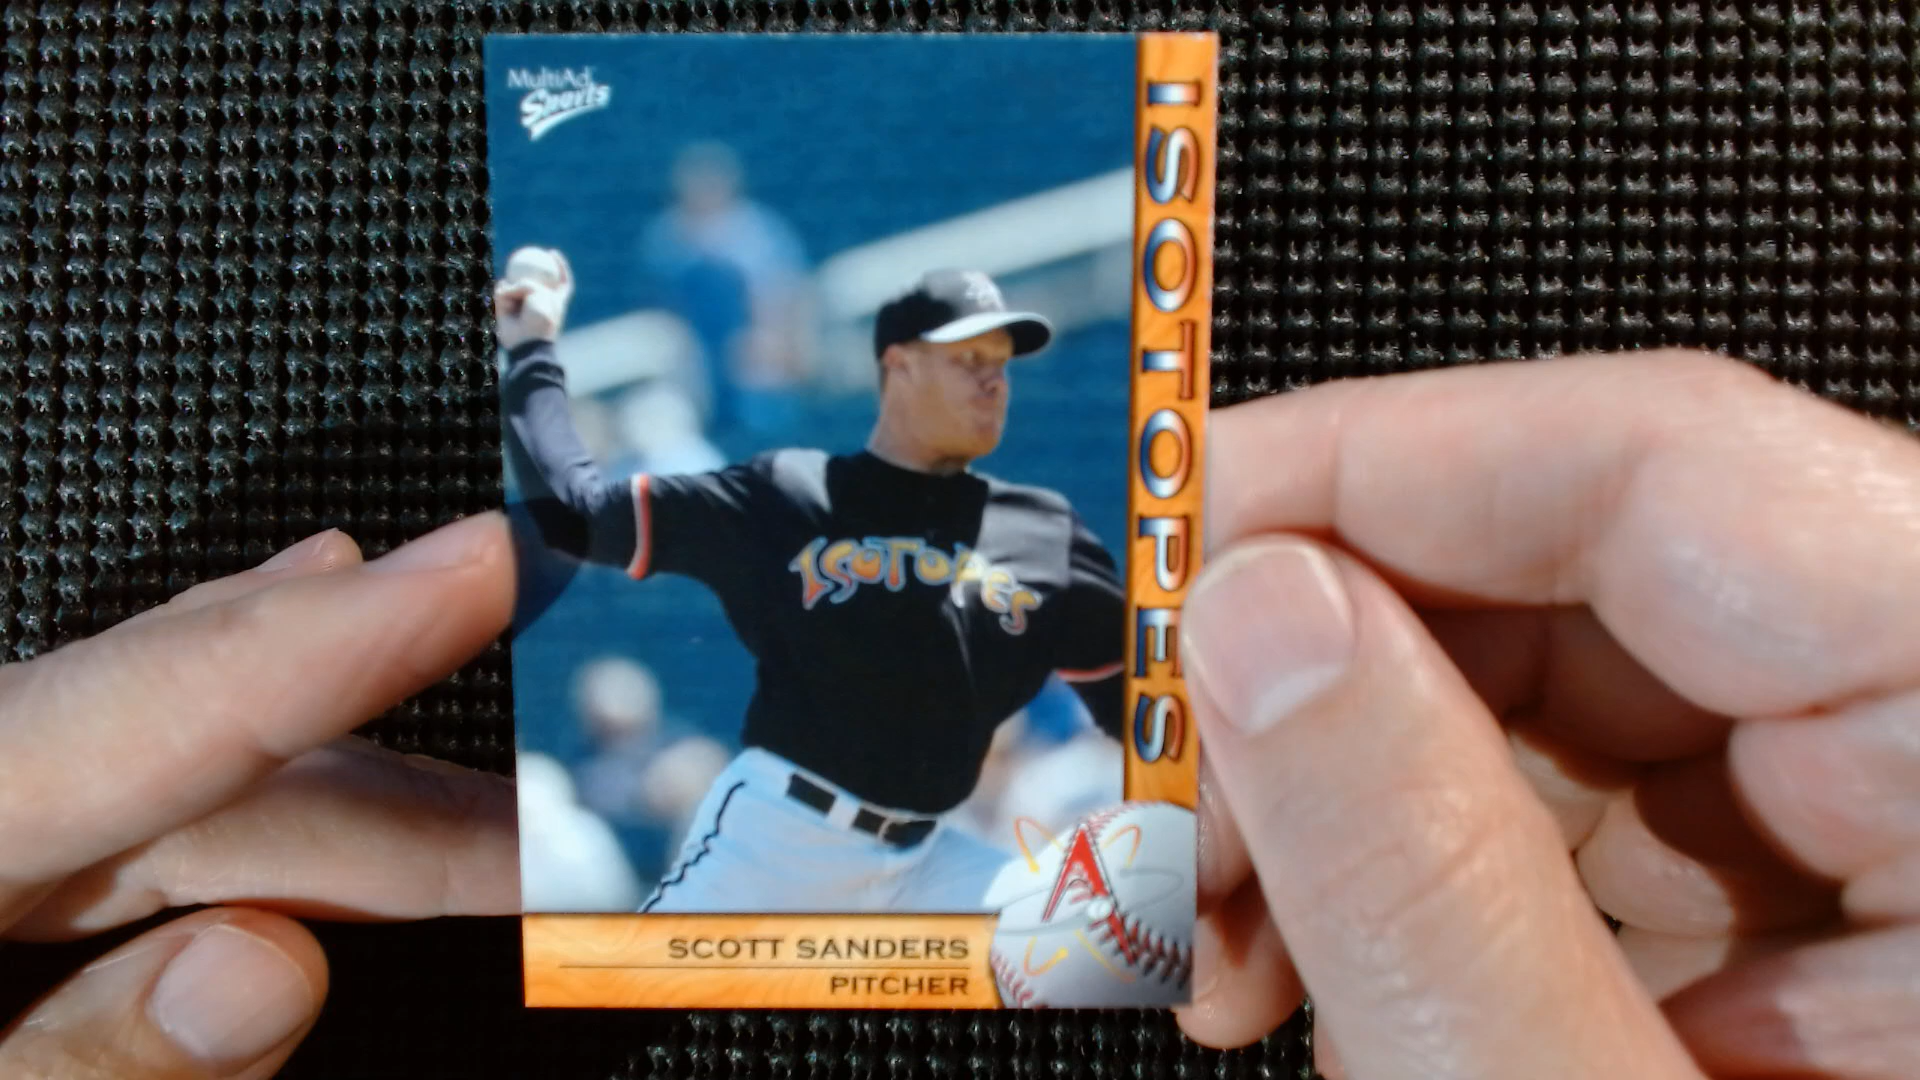 MultiAd
Sports
ISOTOPES
ISOTOPES
SCOTT SANDERS
PITCHER